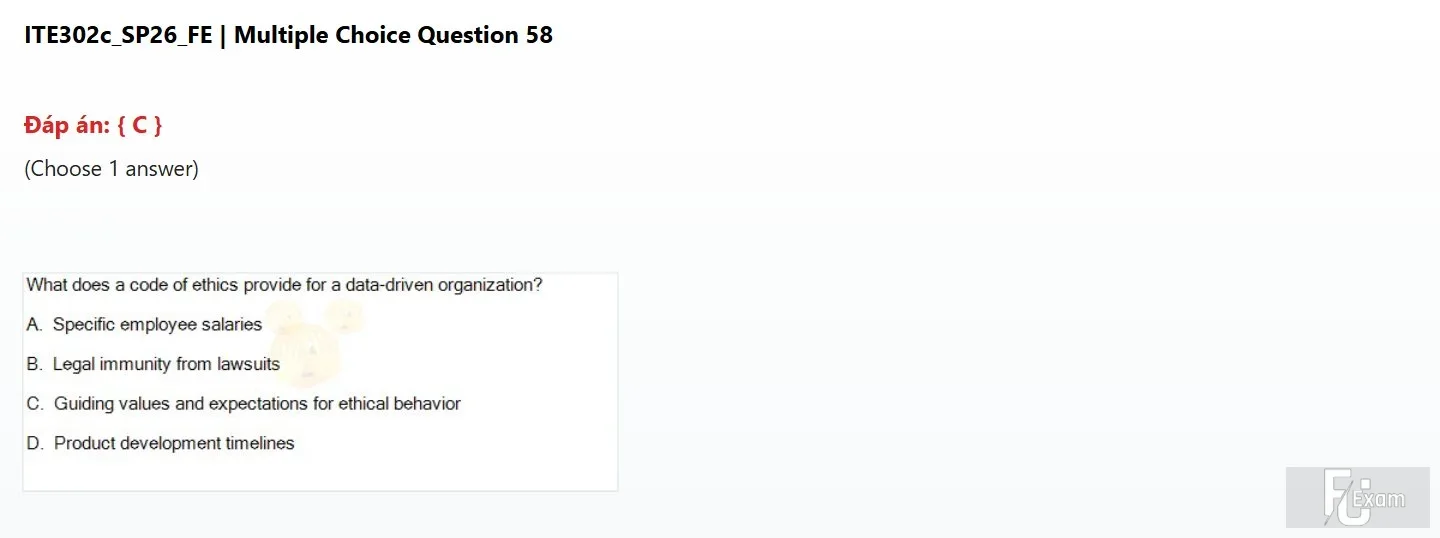 ITE302c_SP26_FE | Multiple Choice Question 58
Đáp án: { C }
(Choose 1 answer)
What does a code of ethics provide for a data-driven organization?
A. Specific employee salaries
B. Legal immunity from lawsuits
C. Guiding values and expectations for ethical behavior
D. Product development timelines
FU Exam